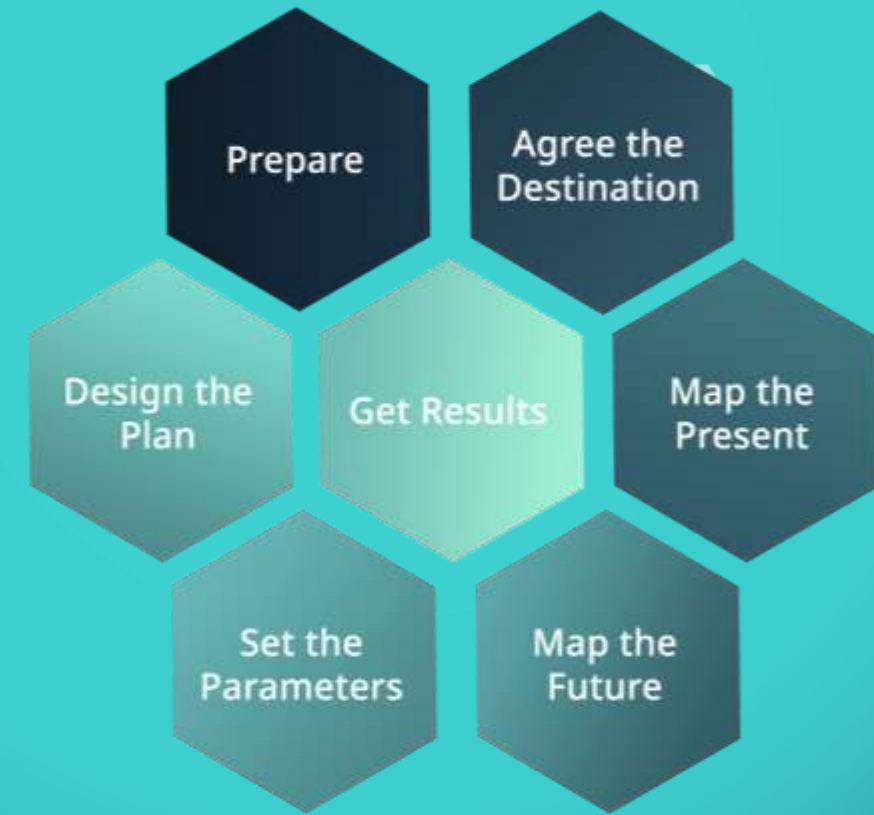 Prepare
Agree the
Destination
Design the
Plan
Get Results
Map the
Present
Set the
Parameters
Map the
Future